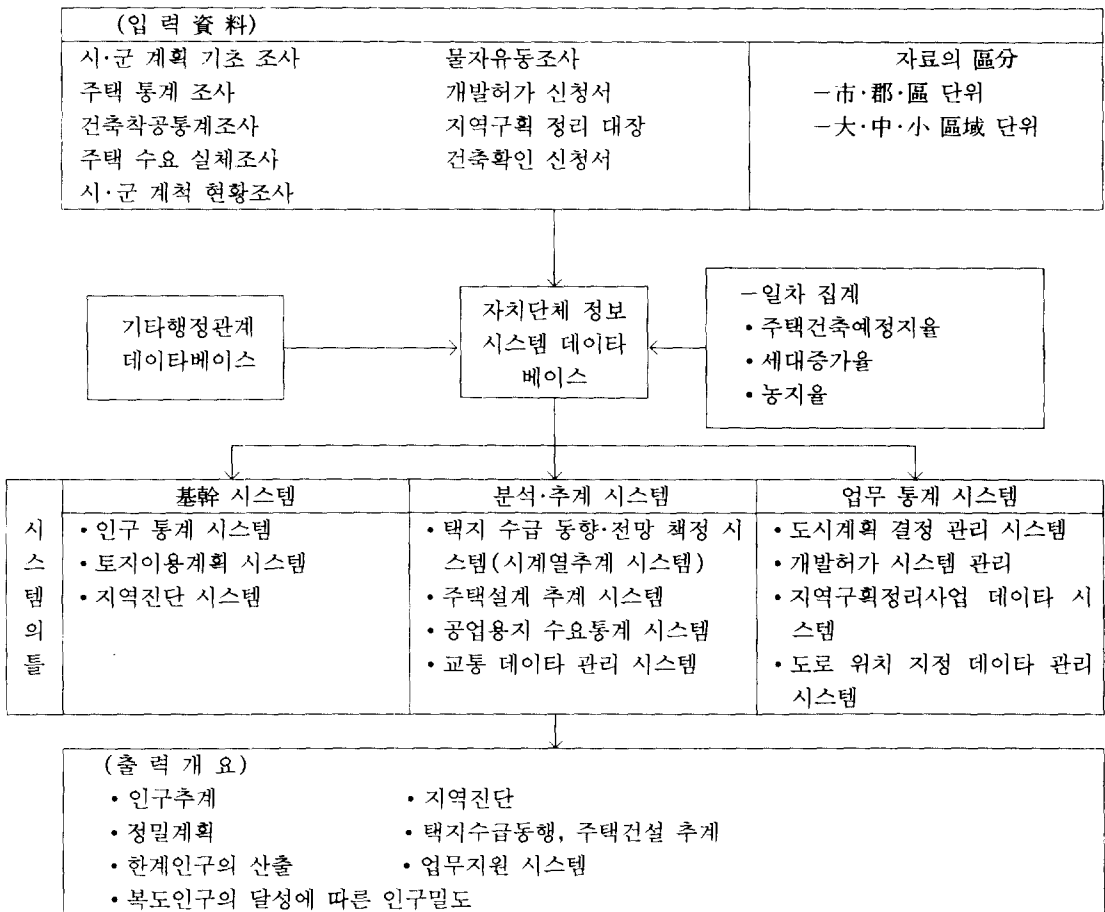 (입 력 資 料)
시·군 계획 기초 조사
주택 통계 조사
건축착공통계조사
주택 수요 실체조사
시·군 계척 현황조사
물자유동조사
개발허가 신청서
지역구획 정리 대장
건축확인 신청서
자료의 區分
-市·郡·區 단위
-大·中·小 區域 단위
기타행정관계
데이타베이스
자치단체 정보
시스템 데이타
베이스
-일차 집계
• 주택건축예정지율
• 세대증가율
• 농지율
시
스
템
의
틀
基幹 시스템
• 인구 통계 시스템
• 토지이용계획 시스템
• 지역진단 시스템
분석·추계 시스템
• 택지 수급 동향·전망 책정 시
스템(시계열추계 시스템)
• 주택설계 추계 시스템
• 공업용지 수요통계 시스템
• 교통 데이타 관리 시스템
업무 통계 시스템
• 도시계획 결정 관리 시스템
• 개발허가 시스템 관리
• 지역구획정리사업 데이타 시
스템
• 도로 위치 지정 데이타 관리
시스템
(출 력 개 요)
• 인구추계
• 정밀계획
• 한계인구의 산출
• 복도인구의 달성에 따른 인구밀도
• 지역진단
• 택지수급동행, 주택건설 추계
• 업무지원 시스템